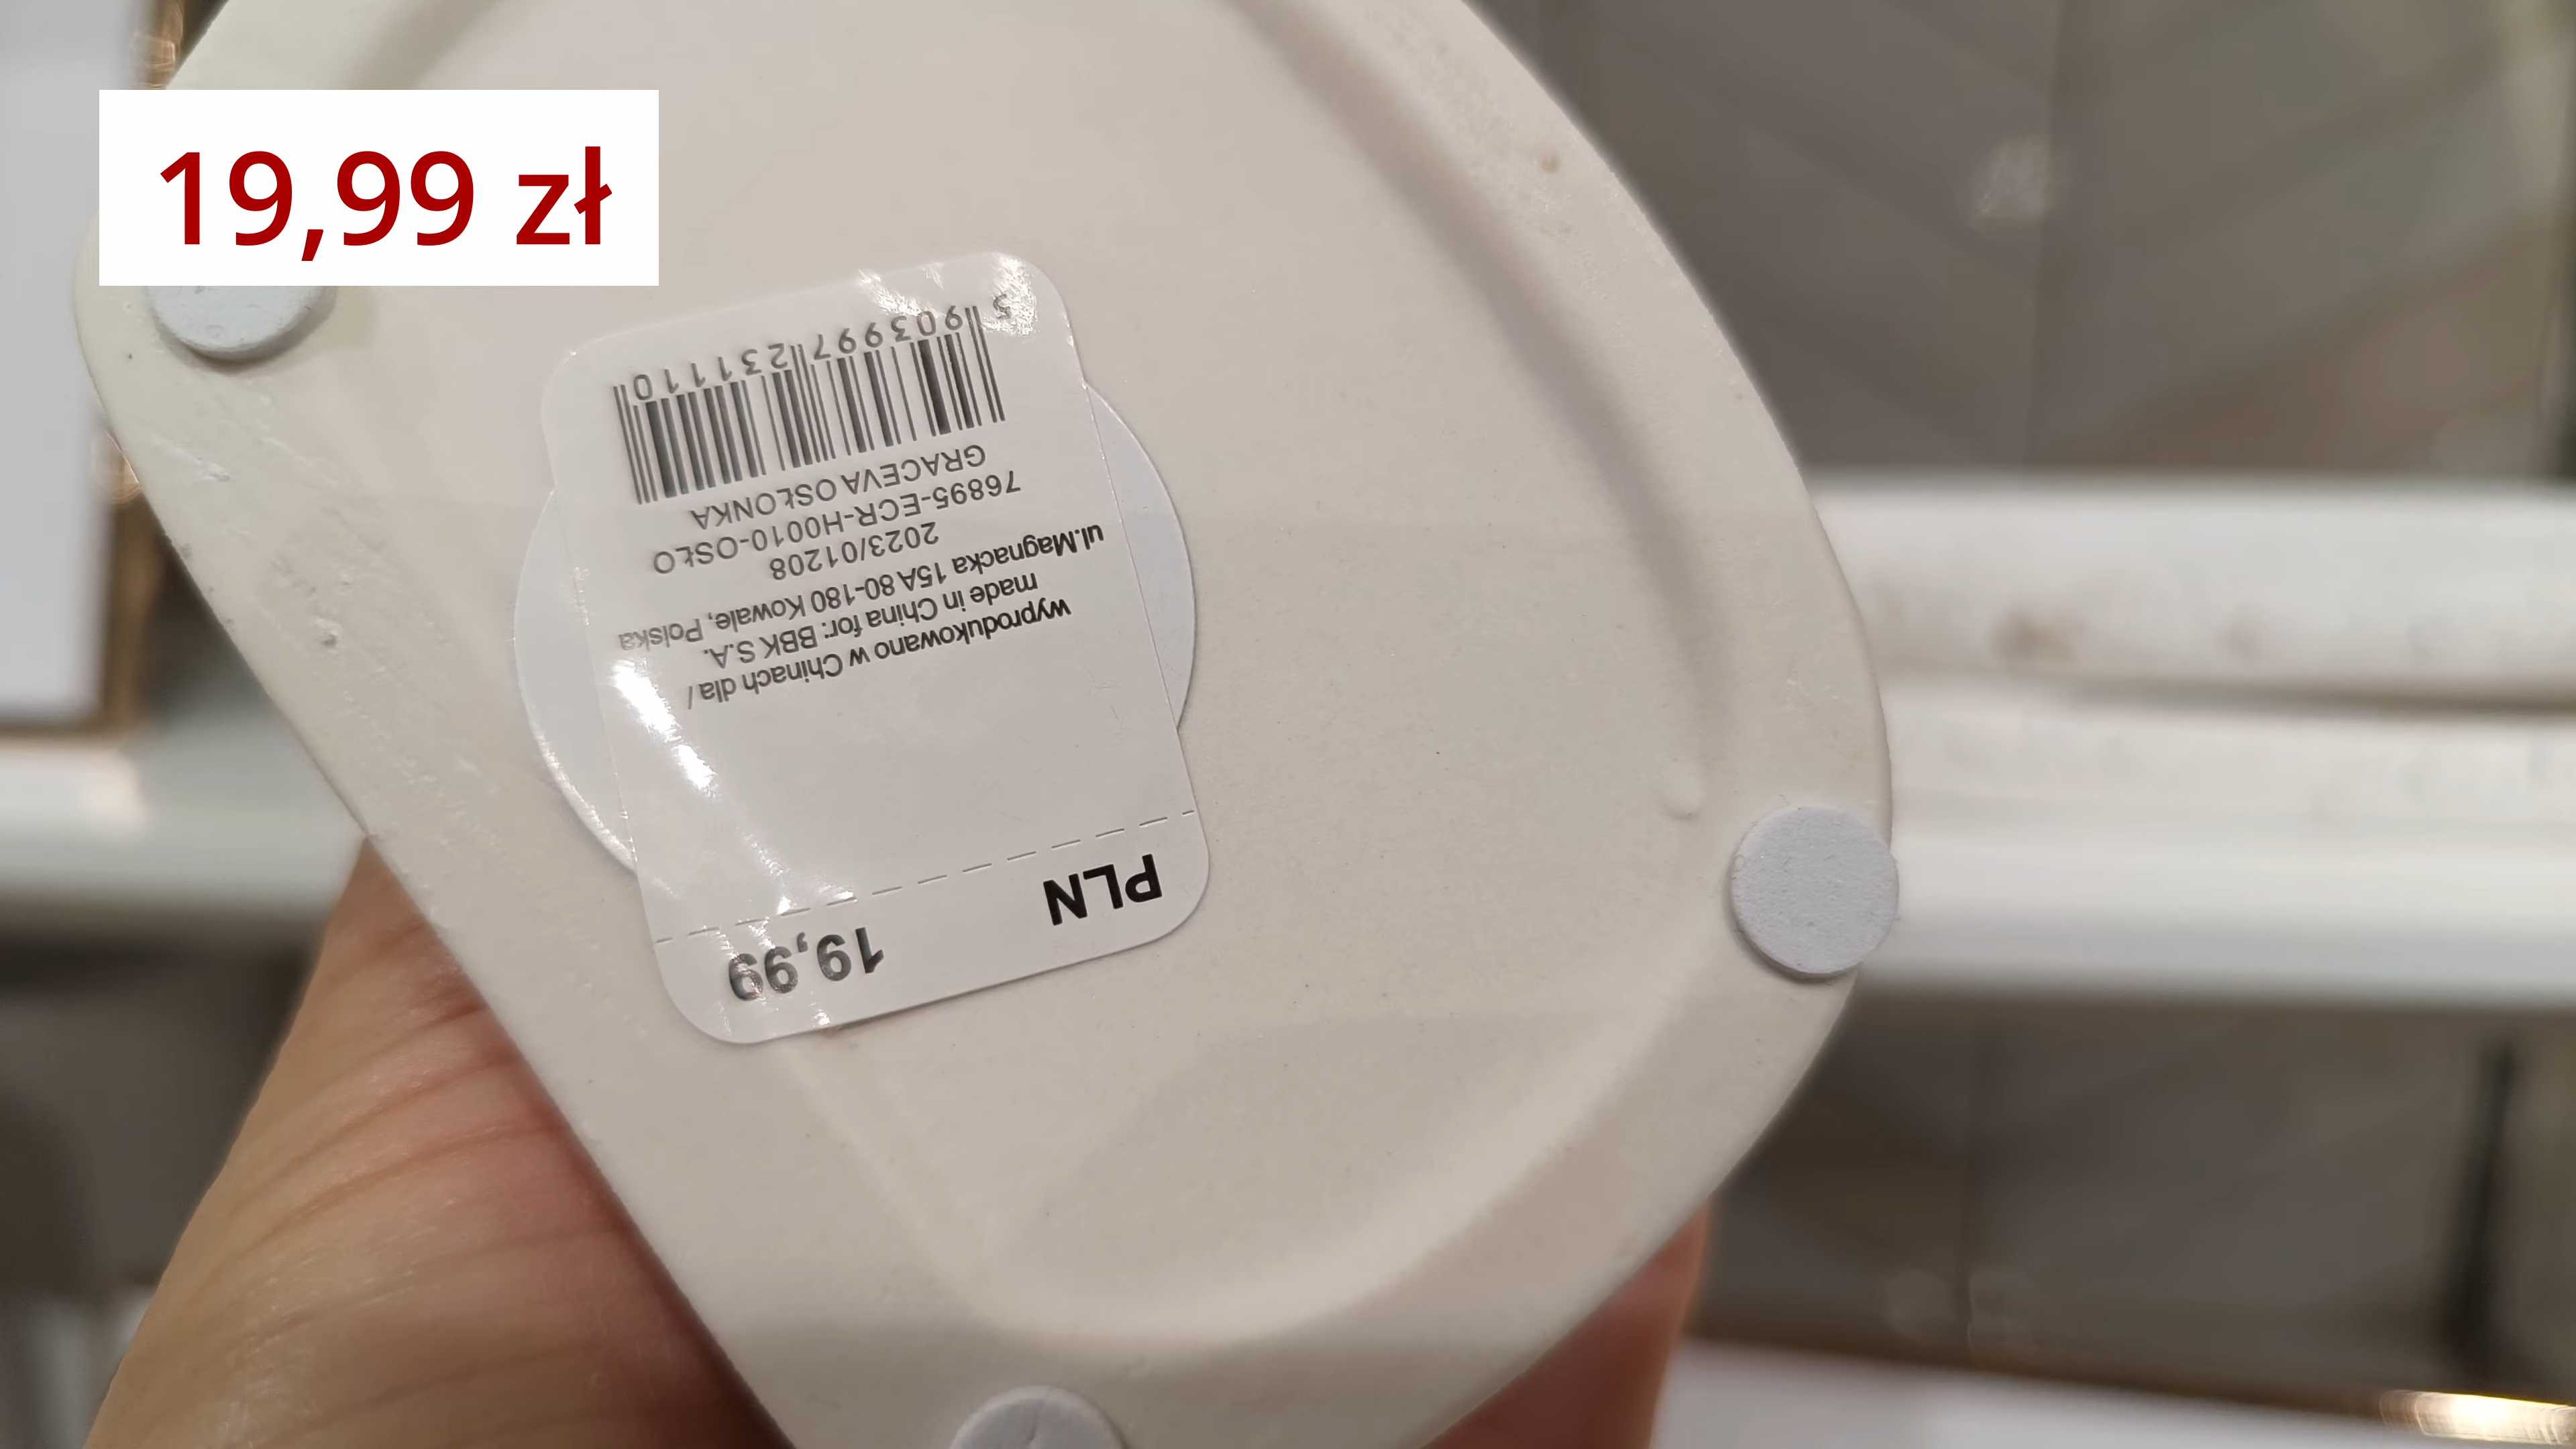 19,99 zł
5 903997 231110
GRACEVA OSŁONKA
76895-ECR-H0010-OSŁO
2023/01208
ul.Magnacka 15A 80-180 Kowale, Polska
made in China for: BBK S.A.
wyprodukowano w Chinach dla /
PLN 19,99